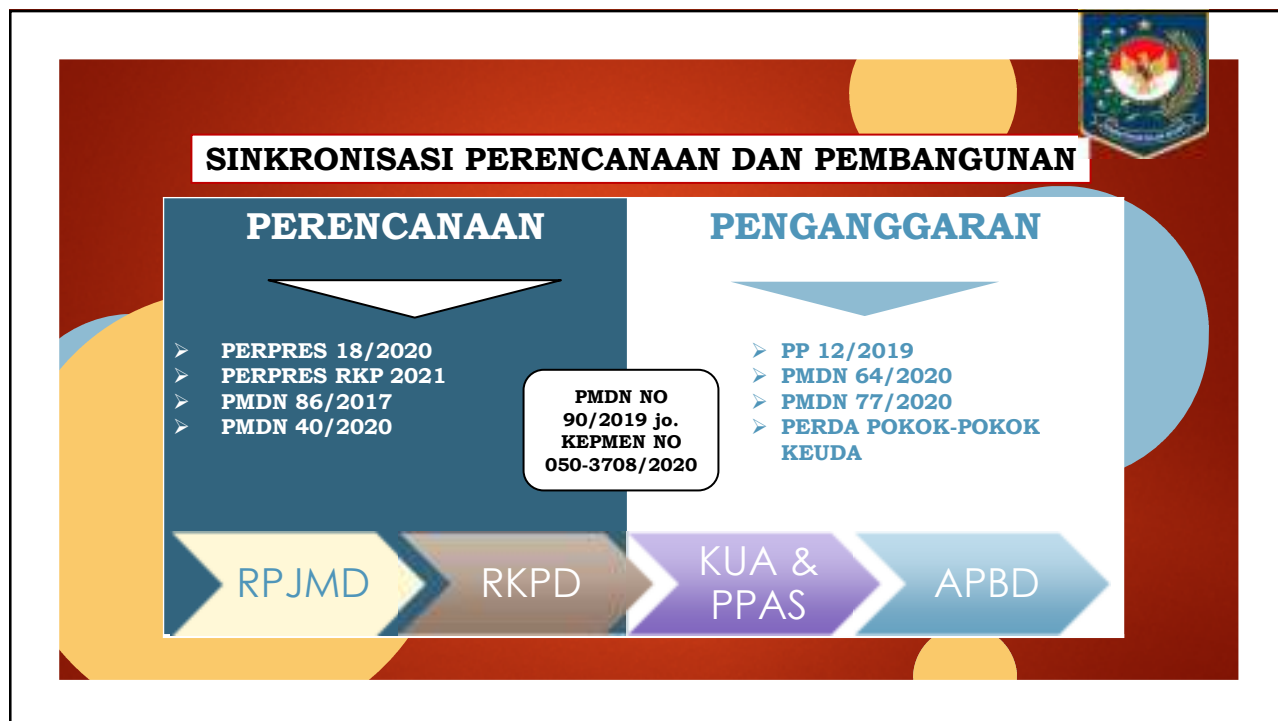 SINKRONISASI PERENCANAAN DAN PEMBANGUNAN
PERENCANAAN
➢ PERPRES 18/2020
➢ PERPRES RKP 2021
➢ PMDN 86/2017
➢ PMDN 40/2020
PMDN NO
90/2019 jo.
KEPMEN NO
050-3708/2020
PENGANGGARAN
➢ PP 12/2019
➢ PMDN 64/2020
➢ PMDN 77/2020
➢ PERDA POKOK-POKOK
KEUDA
RPJMD
RKPD
KUA &
PPAS
APBD